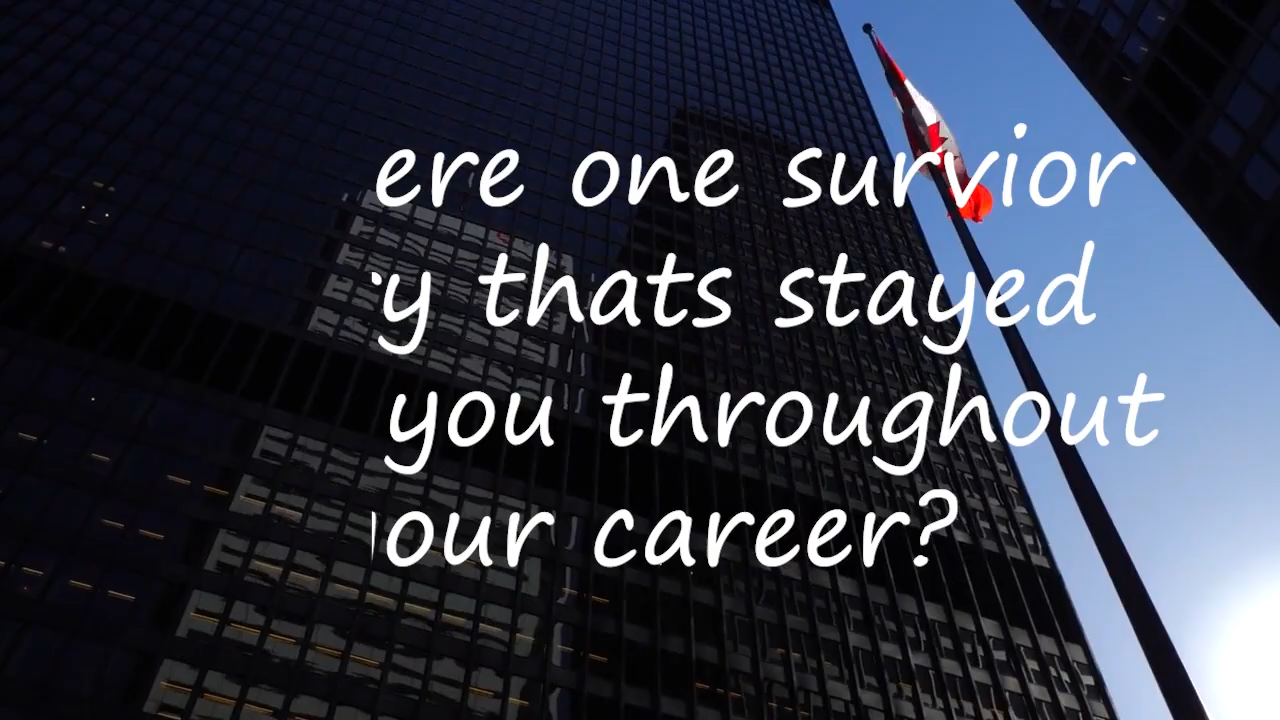 ere one survior
y thats stayed
you throughout
our career?